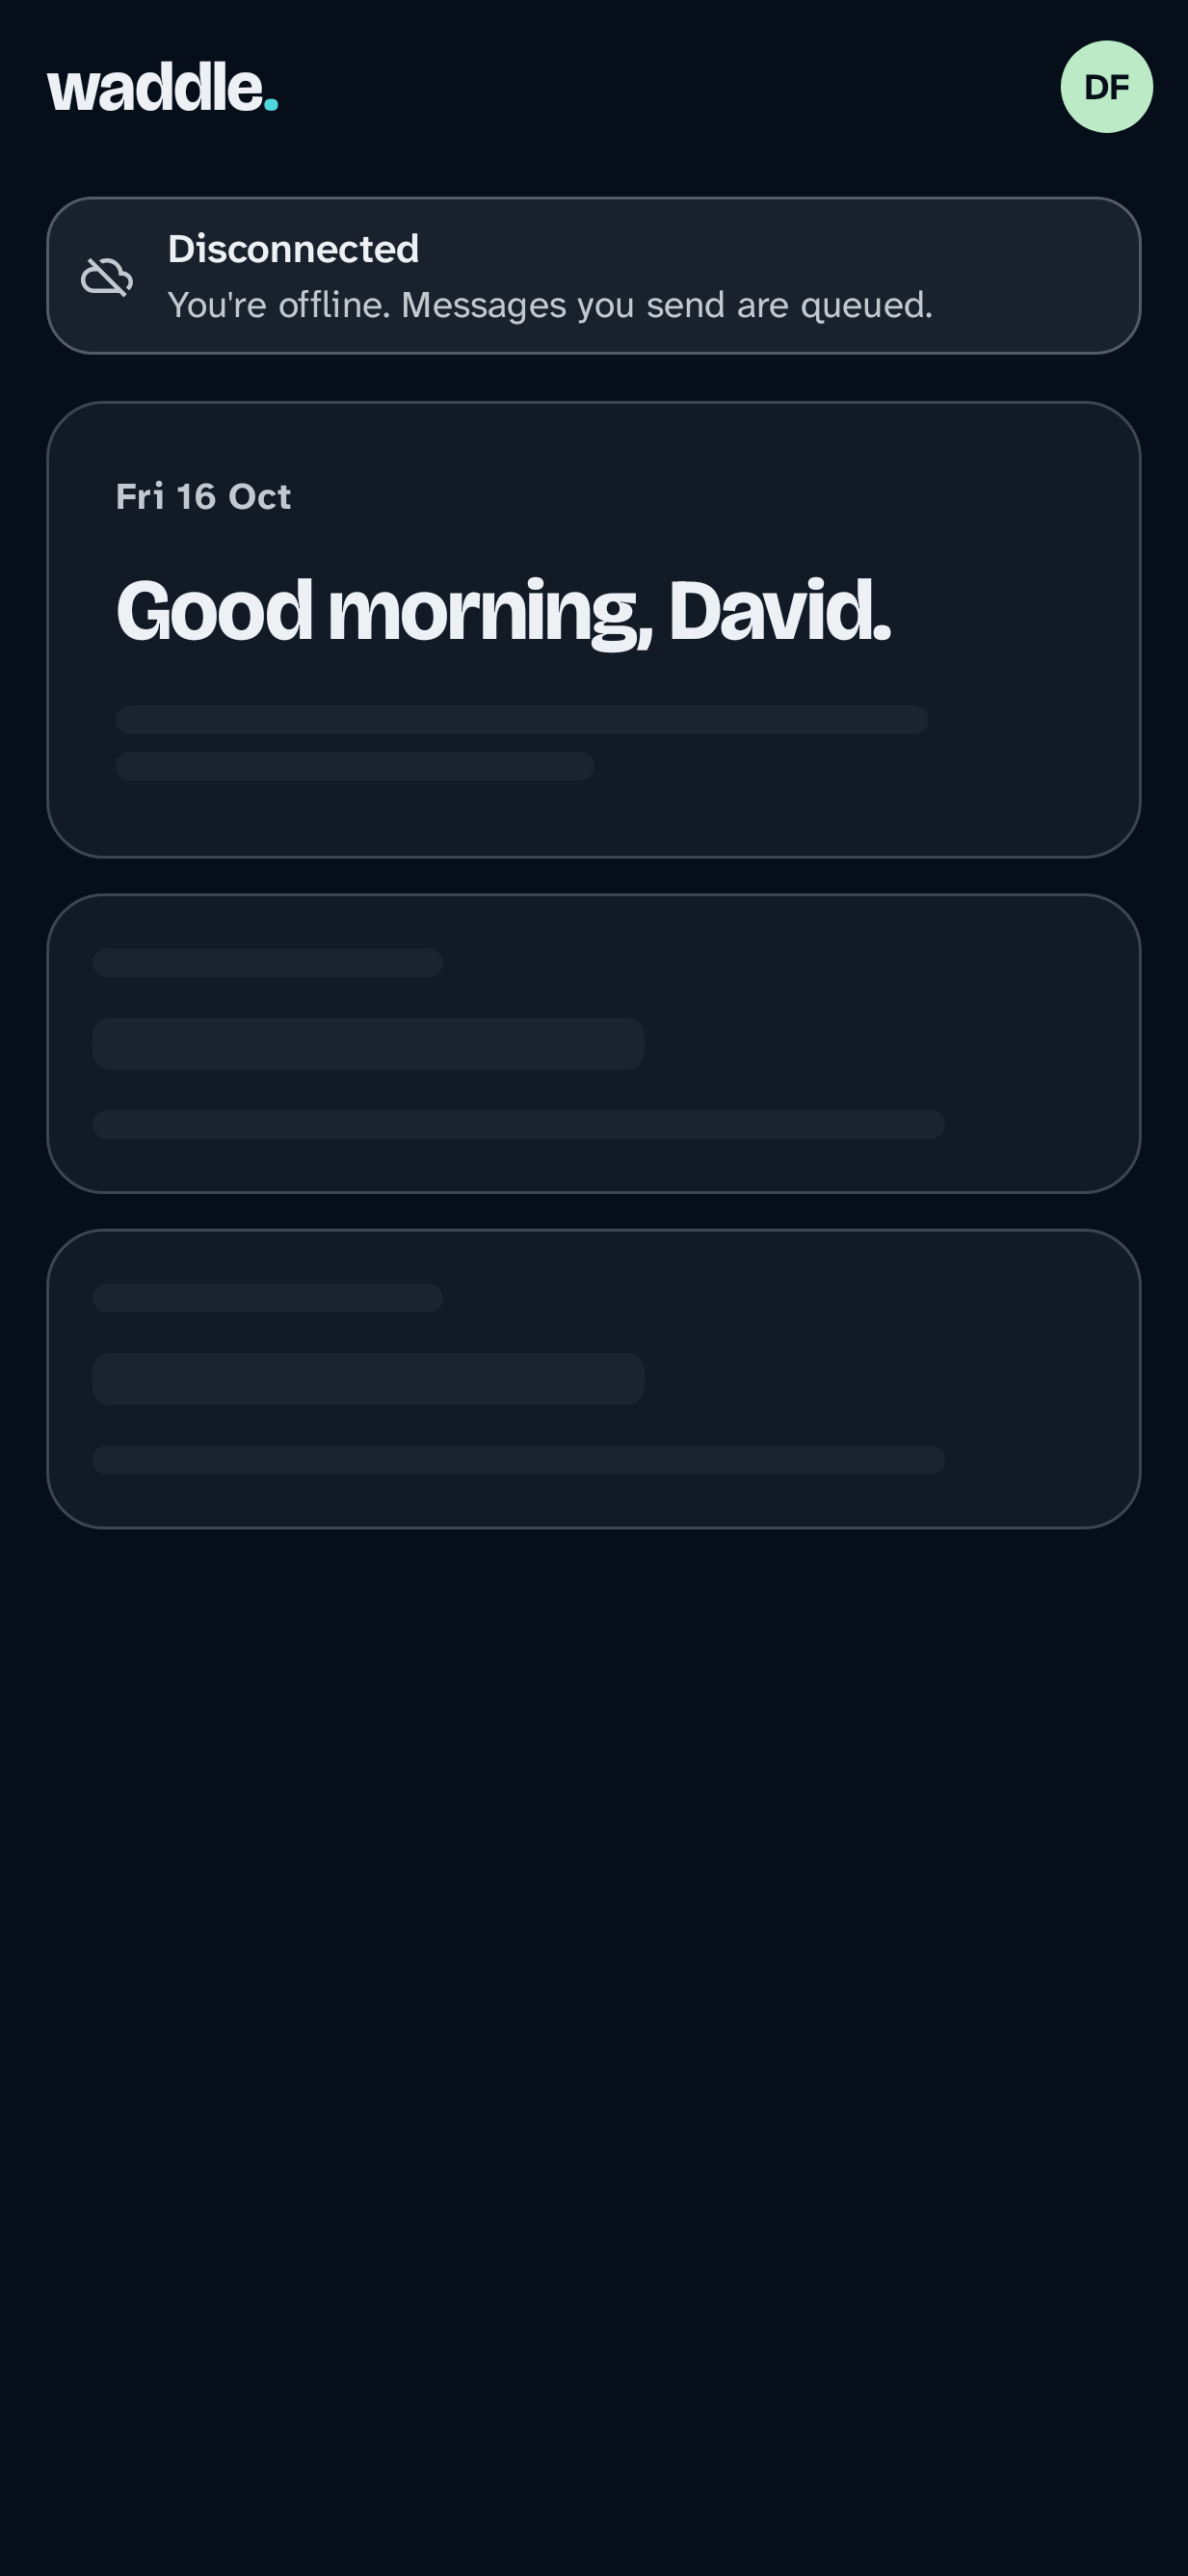 waddle.
DF
Disconnected
You're offline. Messages you send are queued.
Fri 16 Oct
Good morning, David.